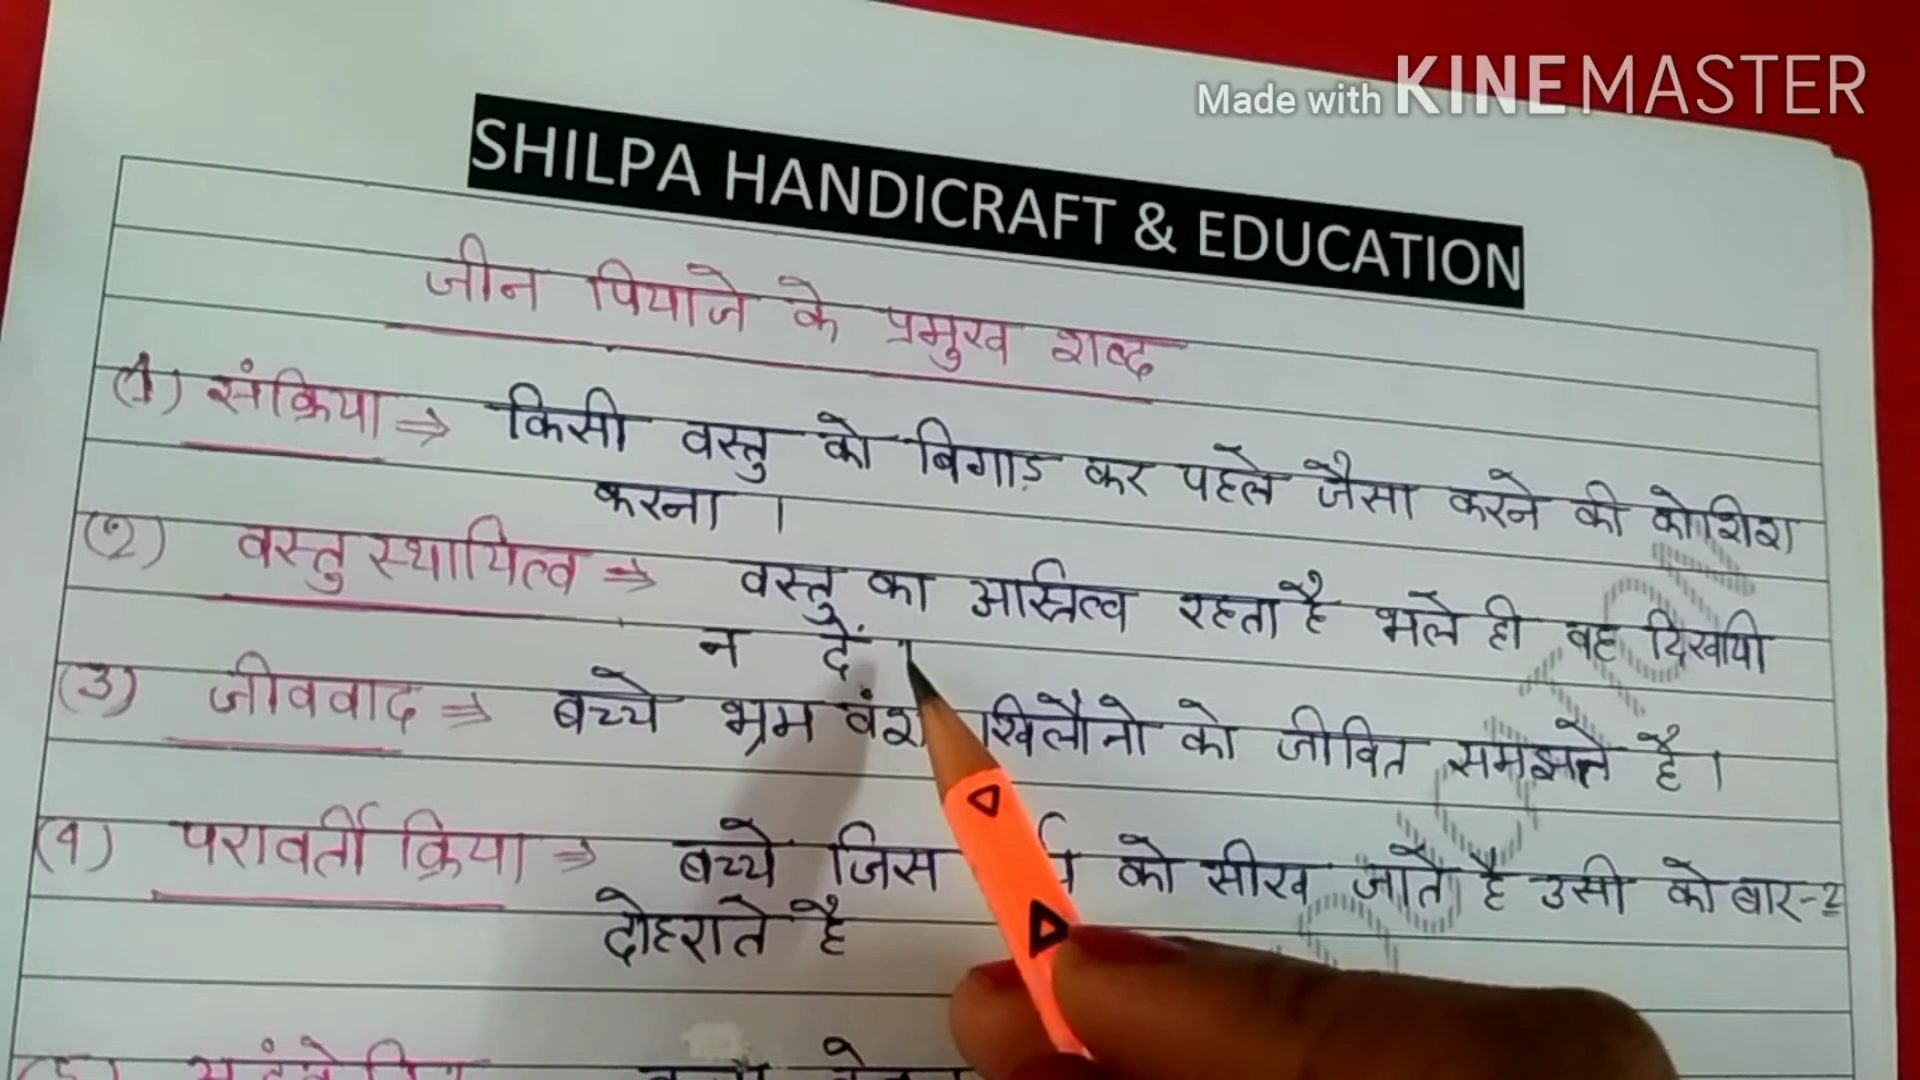 Made with KINEMASTER
SHILPA HANDICRAFT & EDUCATION
जीन पियाजे के प्रमुख शब्द
(1) संक्रिया ⇒ किसी वस्तु को बिगाड़ कर पहले जैसा करने की कोशिश
करना ।
(2) वस्तु स्थायित्व ⇒ वस्तु का अस्तित्व रहता है भले ही वह दिखायी
न दें ।
(3) जीववाद ⇒ बच्चे भ्रम वंश खिलौनो को जीवित समझते है ।
(4) परावर्ती क्रिया ⇒ बच्चे जिस को सीख जाते है उसी को बार-2
दोहराते है